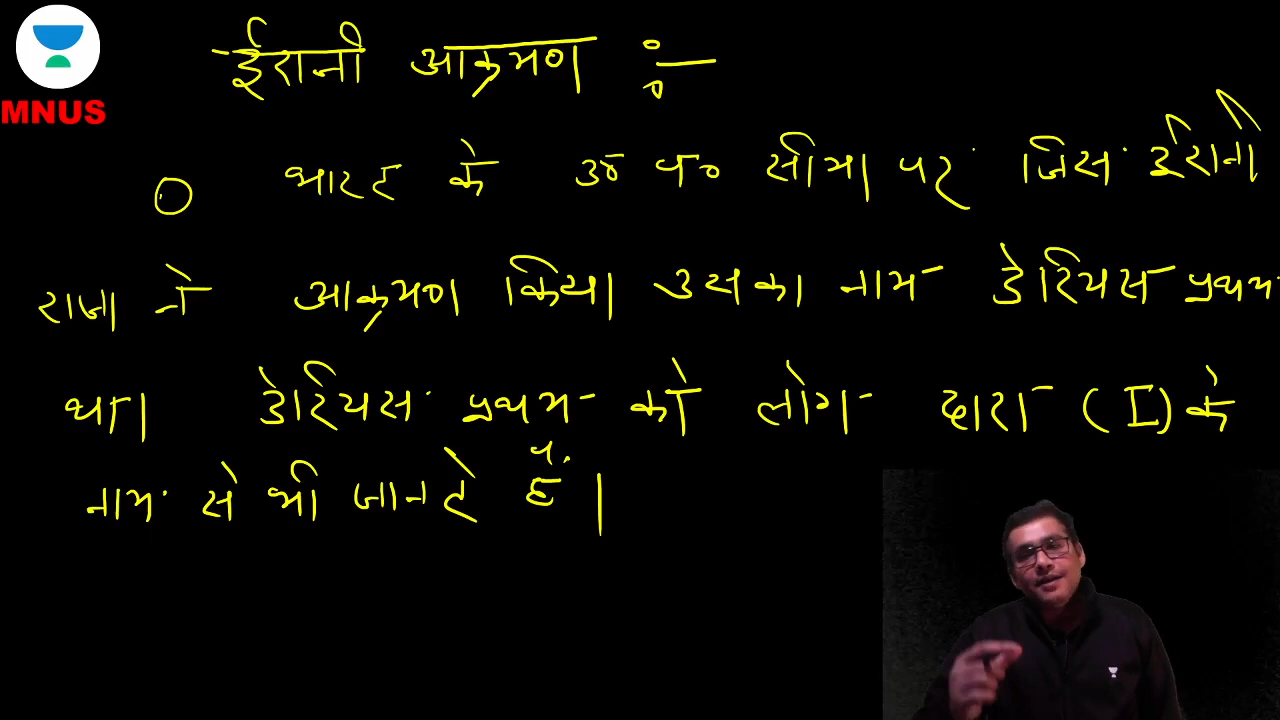 MNUS
ईरानी आक्रमण :-
○ भारत के उ० प० सीमा पर जिस ईरानी
राजा ने आक्रमण किया उसका नाम डेरियस प्रथम
था। डेरियस प्रथम को लोग दारा (I) के
नाम से भी जानते हैं।